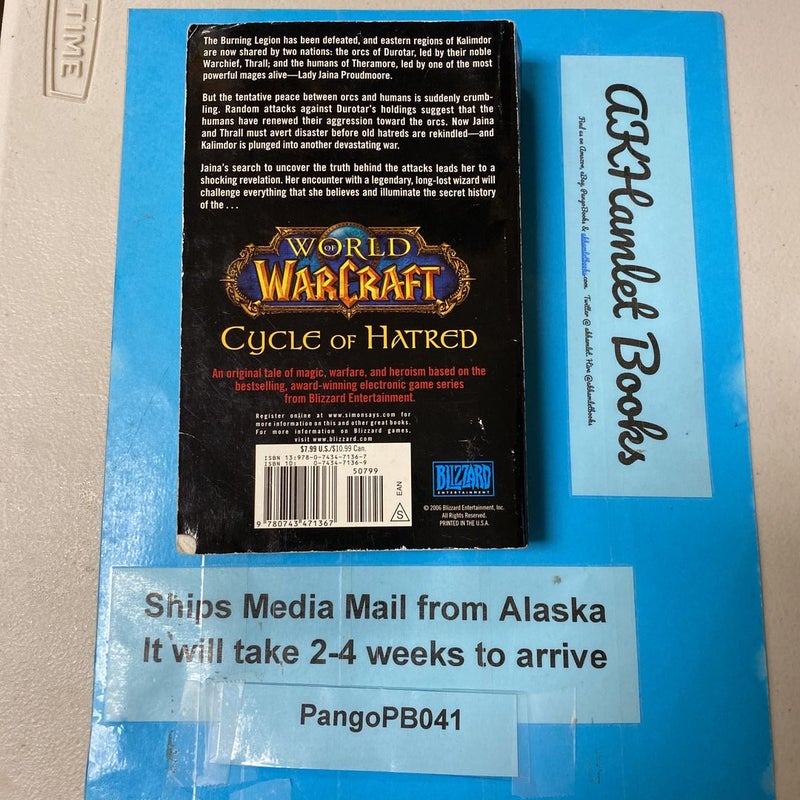 TIME
The Burning Legion has been defeated, and eastern regions of Kalimdor
are now shared by two nations: the orcs of Durotar, led by their noble
Warchief, Thrall; and the humans of Theramore, led by one of the most
powerful mages alive—Lady Jaina Proudmoore.
But the tentative peace between orcs and humans is suddenly crumb-
ling. Random attacks against Durotar's holdings suggest that the
humans have renewed their aggression toward the orcs. Now Jaina
and Thrall must avert disaster before old hatreds are rekindled—and
Kalimdor is plunged into another devastating war.
Jaina's search to uncover the truth behind the attacks leads her to a
shocking revelation. Her encounter with a legendary, long-lost wizard will
challenge everything that she believes and illuminate the secret history
of the . . .
WORLD
OF
WARCRAFT
CYCLE OF HATRED
An original tale of magic, warfare, and heroism based on the
bestselling, award-winning electronic game series
from Blizzard Entertainment.
Register online at www.simonsays.com for
more information on this and other great books.
For more information on Blizzard games,
visit www.blizzard.com
$7.99 U.S./$10.99 Can.
ISBN 13:978-0-7434-7136-7
ISBN 10: 0-7434-7136-9
50799
9 780743 471367
EAN
S
BLIZZARD
ENTERTAINMENT
© 2006 Blizzard Entertainment, Inc.
All Rights Reserved.
PRINTED IN THE U.S.A.
AKHamlet Books
Find us on Amazon, eBay, PangoBooks & akhamletbooks.com. Twitter @ akhamlet. Hive @akhamletbooks
Ships Media Mail from Alaska
It will take 2-4 weeks to arrive
PangoPB041